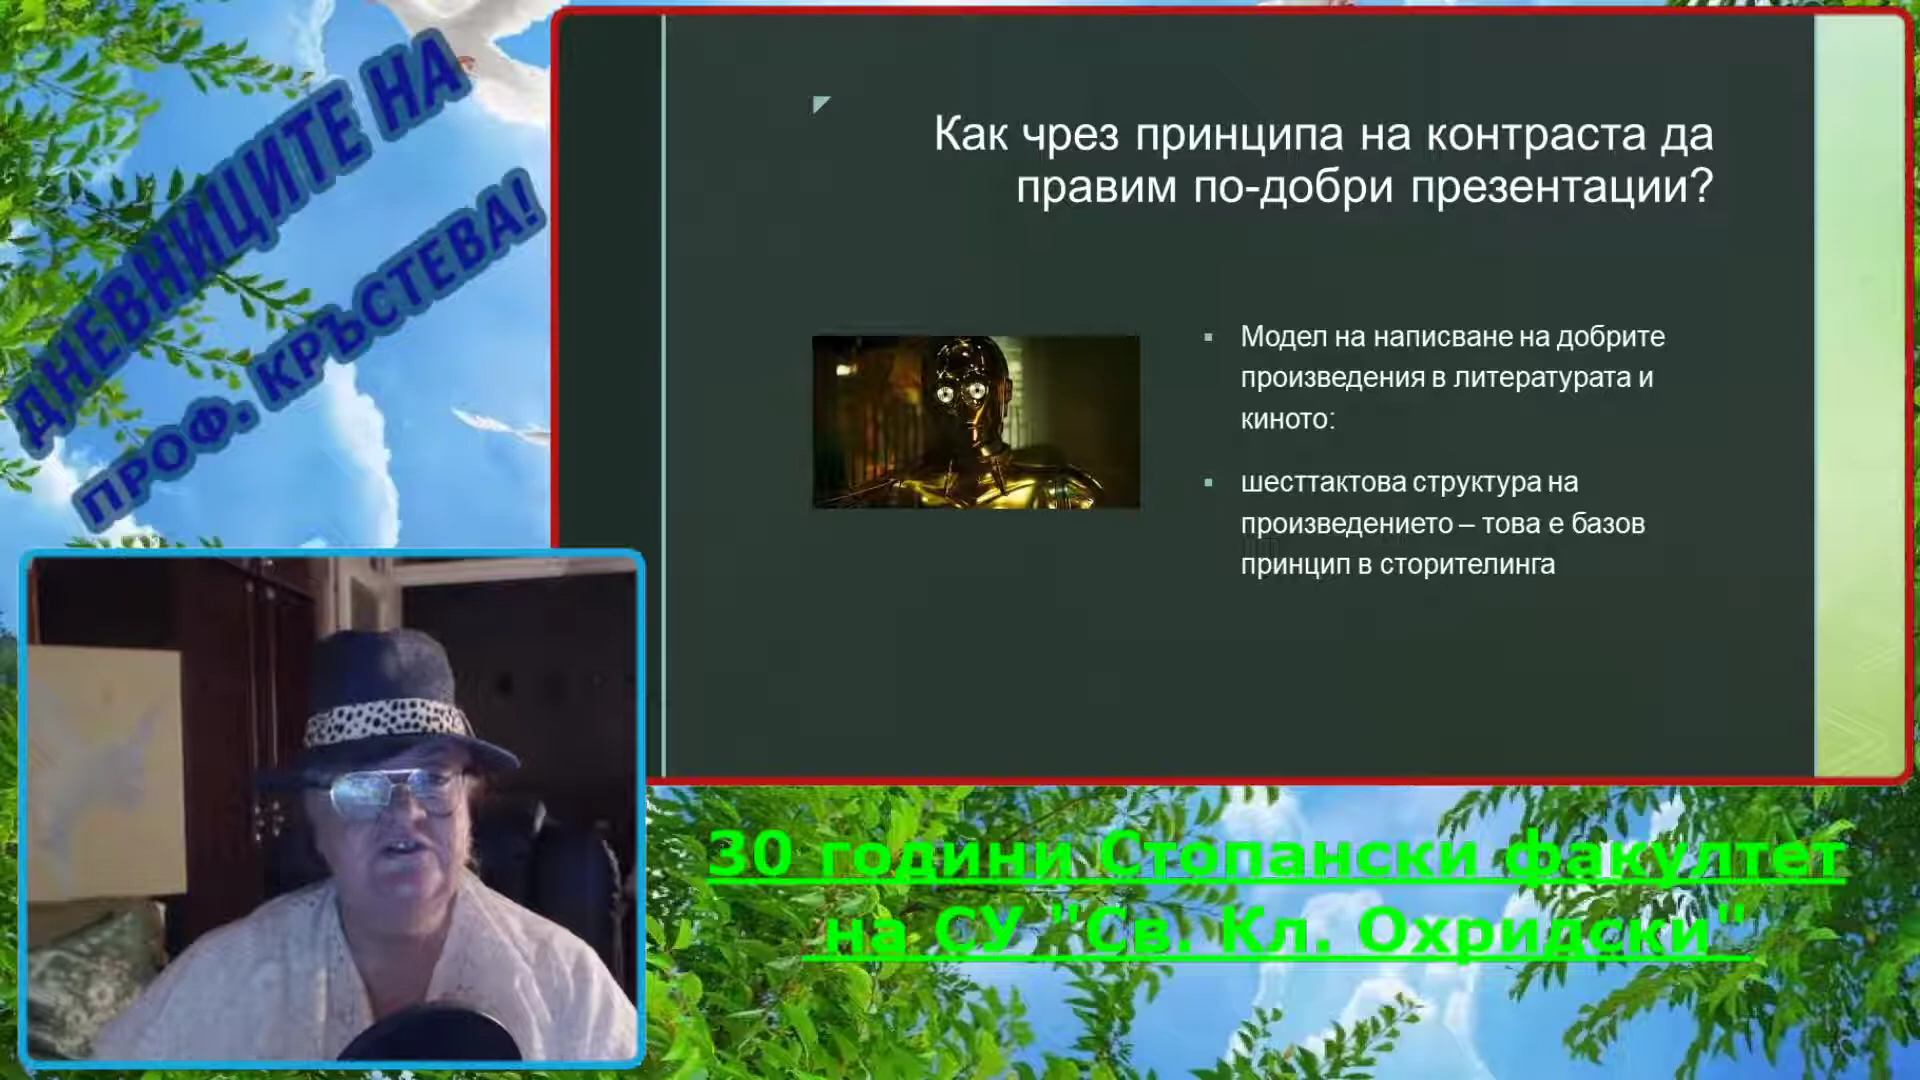 ДНЕВНИЦИТЕ НА
ПРОФ. КРЪСТЕВА!
Как чрез принципа на контраста да
правим по-добри презентации?
▪ Модел на написване на добрите
произведения в литературата и
киното:
▪ шесттактова структура на
произведението – това е базов
принцип в сторителинга
30 години Стопански факултет
на СУ "Св. Кл. Охридски"